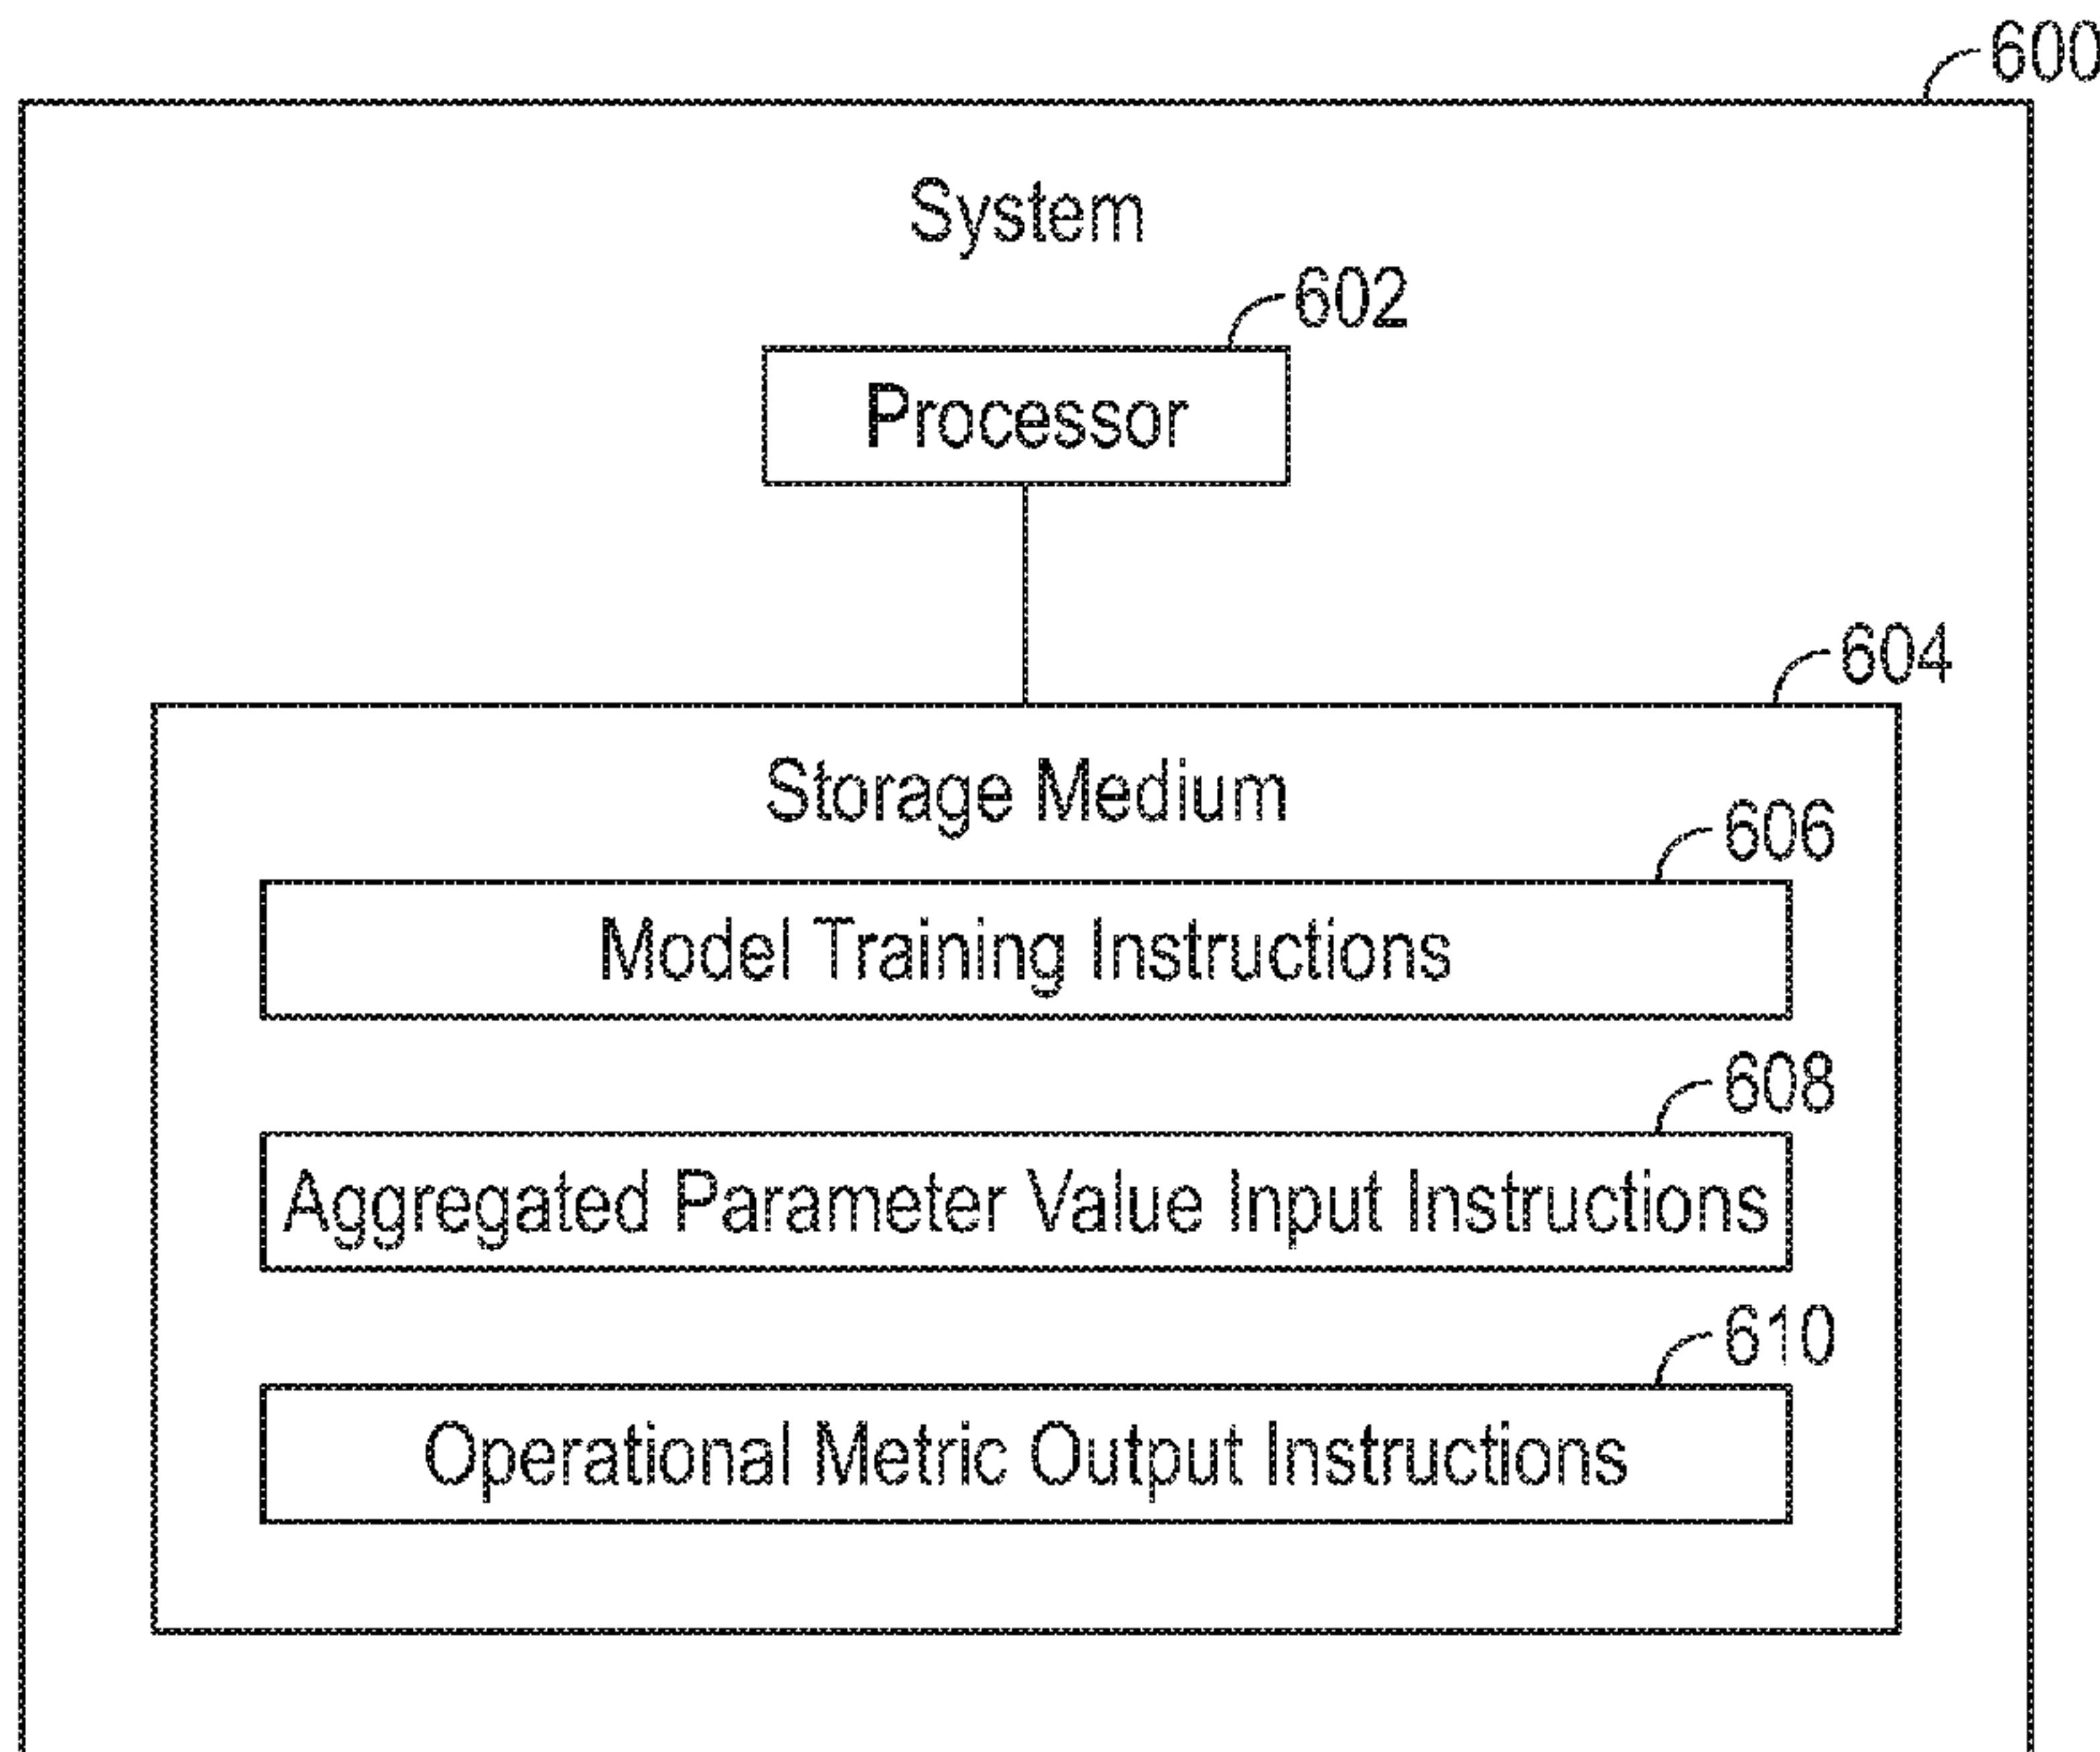 600
System
602
Processor
604
Storage Medium
606
Model Training Instructions
608
Aggregated Parameter Value Input Instructions
610
Operational Metric Output Instructions